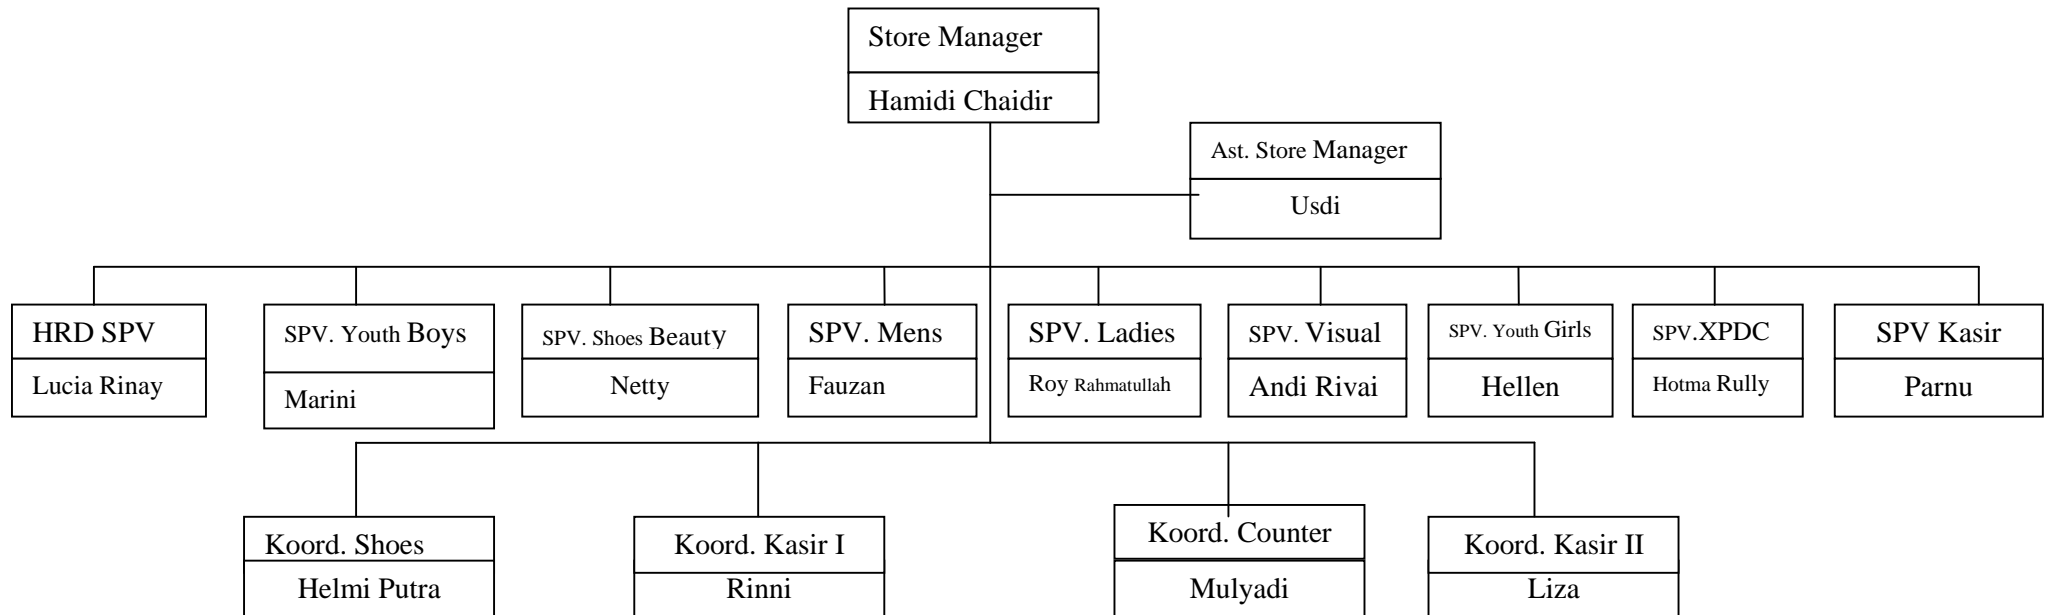 Store Manager
Hamidi Chaidir
Ast. Store Manager
Usdi
HRD SPV
Lucia Rinay
SPV. Youth Boys
Marini
SPV. Shoes Beauty
Netty
SPV. Mens
Fauzan
SPV. Ladies
Roy Rahmatullah
SPV. Visual
Andi Rivai
SPV. Youth Girls
Hellen
SPV.XPDC
Hotma Rully
SPV Kasir
Parnu
Koord. Shoes
Helmi Putra
Koord. Kasir I
Rinni
Koord. Counter
Mulyadi
Koord. Kasir II
Liza